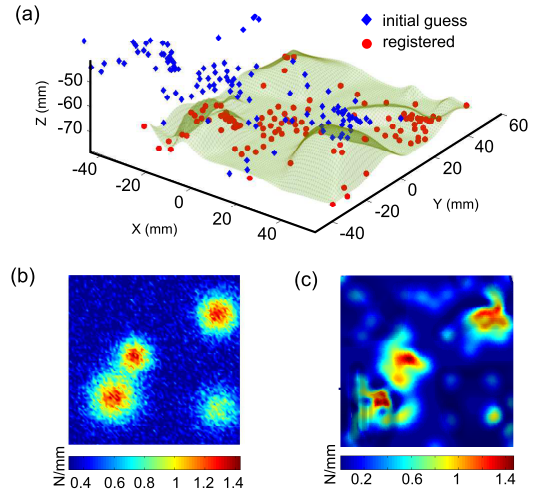 (a)
initial guess
registered
Z (mm)
-50
-60
-70
-40
-20
0
20
40
X (mm)
-40
-20
0
20
40
60
Y (mm)
(b)
(c)
N/mm
0.4 0.6 0.8 1 1.2 1.4
N/mm
0.2 0.6 1 1.4